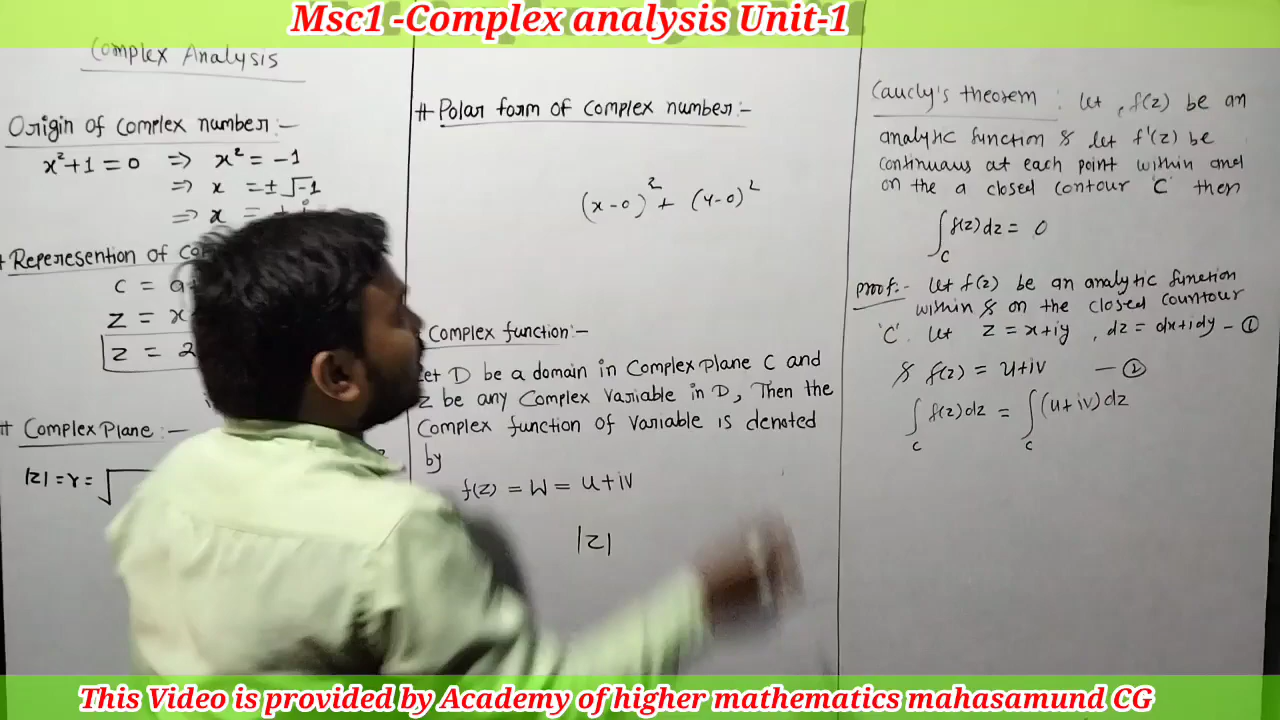 Msc1 -Complex analysis Unit-1
Complex Analysis
Origin of complex number:-
x²+1=0 => x² = -1
=> x = ±√-1
=> x = ± i
# Reperesention of co
c = a+
z = x
z = 2
# Complex Plane:-
|z| = r = √
# Polar form of complex number:-
(x-0)² + (y-0)²
Complex function:-
Let D be a domain in Complex plane C and
z be any Complex Variable in D, Then the
Complex function of Variable is denoted
by
f(z) = W = u+iv
|z|
Caucly's theorem : let, f(z) be an
analytic function & let f'(z) be
continuous at each point within and
on the a closed contour 'C' then
∫c f(z)dz = 0
Proof:- Let f(z) be an analytic function
within & on the closed countour
'C'. Let z = x+iy , dz = dx+idy - ①
& f(z) = u+iv - ②
∫c f(z)dz = ∫c (u+iv)dz
This Video is provided by Academy of higher mathematics mahasamund CG